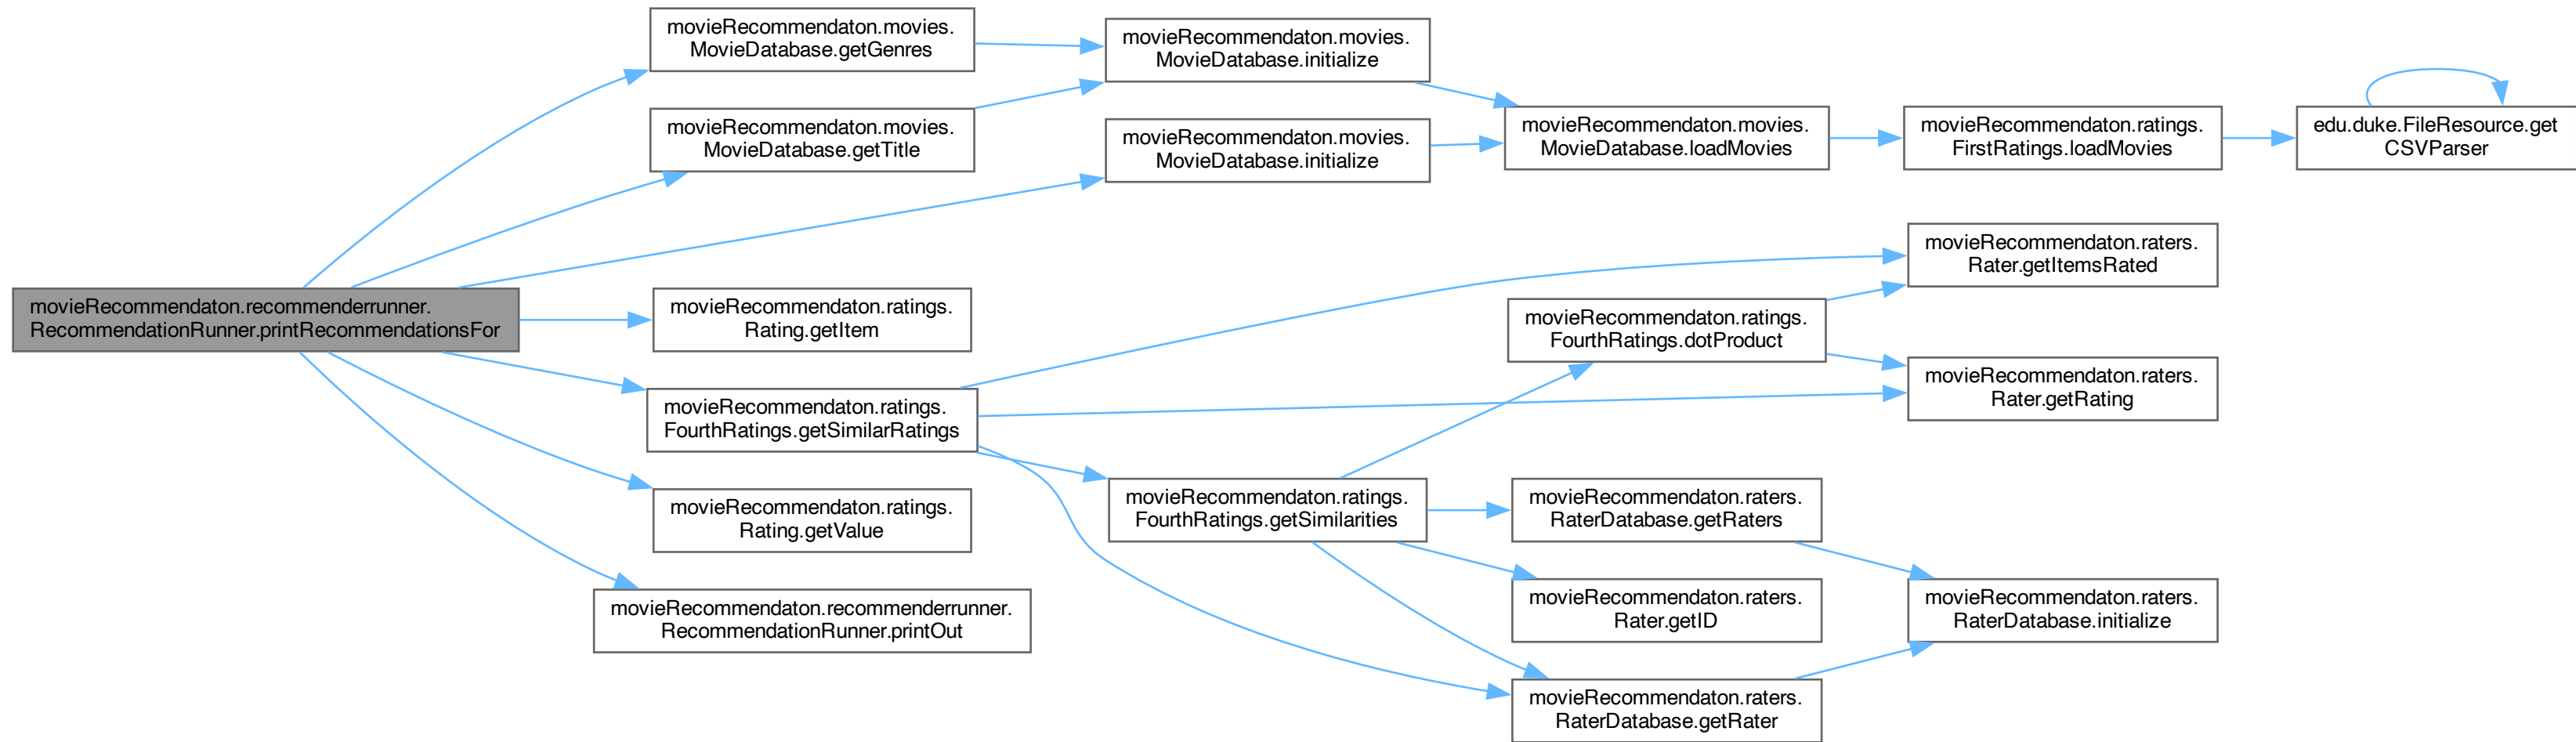 movieRecommendaton.recommenderrunner.
RecommendationRunner.printRecommendationsFor
movieRecommendaton.movies.
MovieDatabase.getGenres
movieRecommendaton.movies.
MovieDatabase.getTitle
movieRecommendaton.ratings.
Rating.getItem
movieRecommendaton.ratings.
FourthRatings.getSimilarRatings
movieRecommendaton.ratings.
Rating.getValue
movieRecommendaton.recommenderrunner.
RecommendationRunner.printOut
movieRecommendaton.movies.
MovieDatabase.initialize
movieRecommendaton.movies.
MovieDatabase.initialize
movieRecommendaton.ratings.
FourthRatings.getSimilarities
movieRecommendaton.movies.
MovieDatabase.loadMovies
movieRecommendaton.ratings.
FourthRatings.dotProduct
movieRecommendaton.raters.
RaterDatabase.getRaters
movieRecommendaton.raters.
Rater.getID
movieRecommendaton.raters.
RaterDatabase.getRater
movieRecommendaton.ratings.
FirstRatings.loadMovies
movieRecommendaton.raters.
Rater.getItemsRated
movieRecommendaton.raters.
Rater.getRating
movieRecommendaton.raters.
RaterDatabase.initialize
edu.duke.FileResource.get
CSVParser